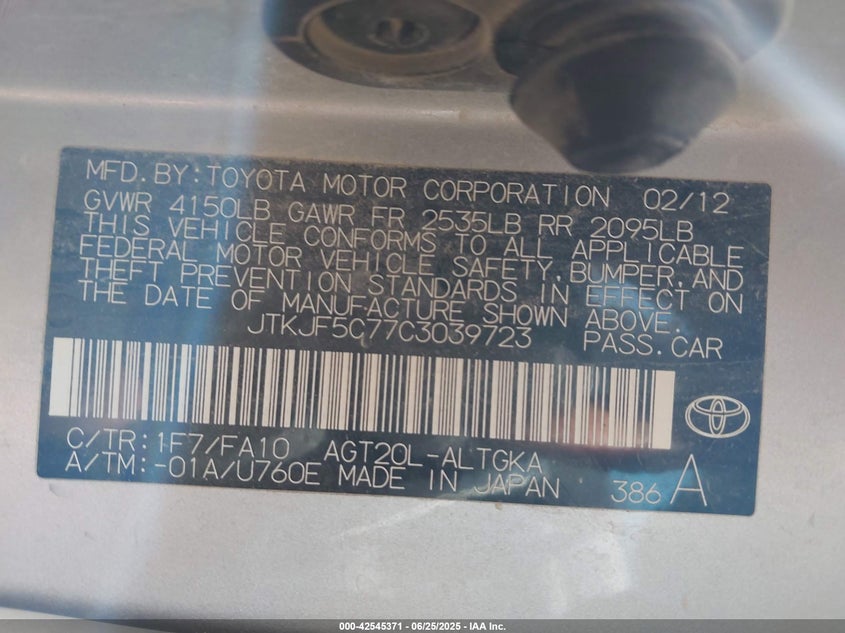 MFD. BY: TOYOTA MOTOR CORPORATION 02/12
GVWR 4150LB GAWR FR 2535LB RR 2095LB
THIS VEHICLE CONFORMS TO ALL APPLICABLE
FEDERAL MOTOR VEHICLE SAFETY, BUMPER, AND
THEFT PREVENTION STANDARDS IN EFFECT ON
THE DATE OF MANUFACTURE SHOWN ABOVE.
JTKJF5C77C3039723 PASS. CAR
C/TR: 1F7/FA10 AGT20L-ALTGKA
A/TM: -01A/U760E MADE IN JAPAN 386 A
000-42545371 - 06/25/2025 - IAA Inc.